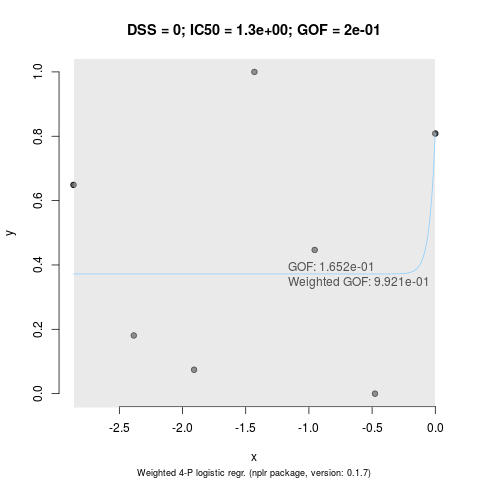 DSS = 0; IC50 = 1.3e+00; GOF = 2e-01
1.0
0.8
0.6
0.4
0.2
0.0
y
GOF: 1.652e-01
Weighted GOF: 9.921e-01
-2.5 -2.0 -1.5 -1.0 -0.5 0.0
x
Weighted 4-P logistic regr. (nplr package, version: 0.1.7)